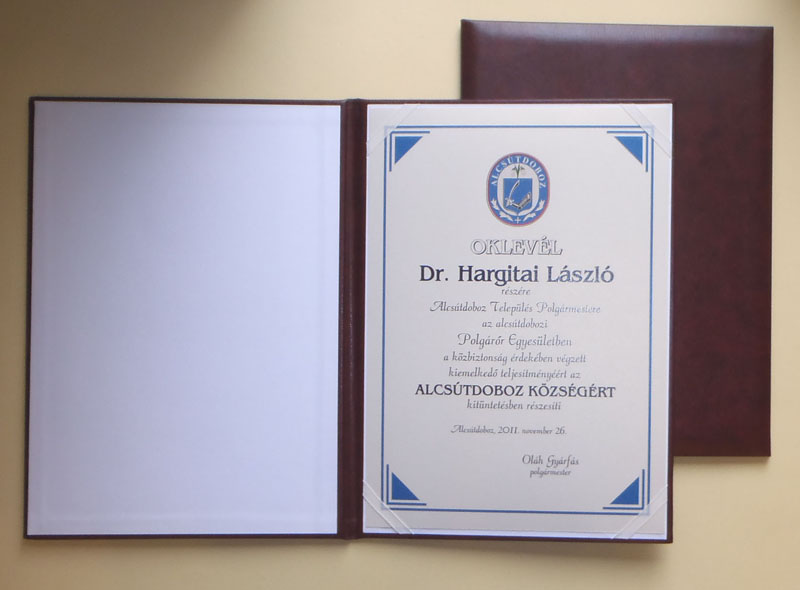 ALCSÚTDOBOZ
OKLEVÉL
Dr. Hargitai László
részére
Alcsútdoboz Település Polgármestere
az alcsútdobozi
Polgárőr Egyesületben
a közbiztonság érdekében végzett
kiemelkedő teljesítményéért az
ALCSÚTDOBOZ KÖZSÉGÉRT
kitüntetésben részesíti
Alcsútdoboz, 2011. november 26.
Oláh Gyárfás
polgármester